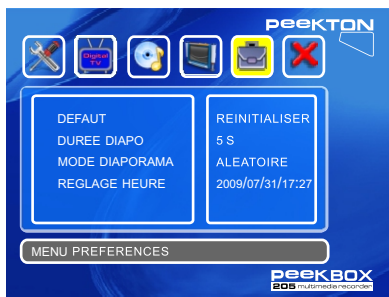 PEEKTON
Digital
TV
DEFAUT REINITIALISER
DUREE DIAPO 5 S
MODE DIAPORAMA ALEATOIRE
REGLAGE HEURE 2009/07/31/17:27
MENU PREFERENCES
PEEKBOX
205 multimedia recorder